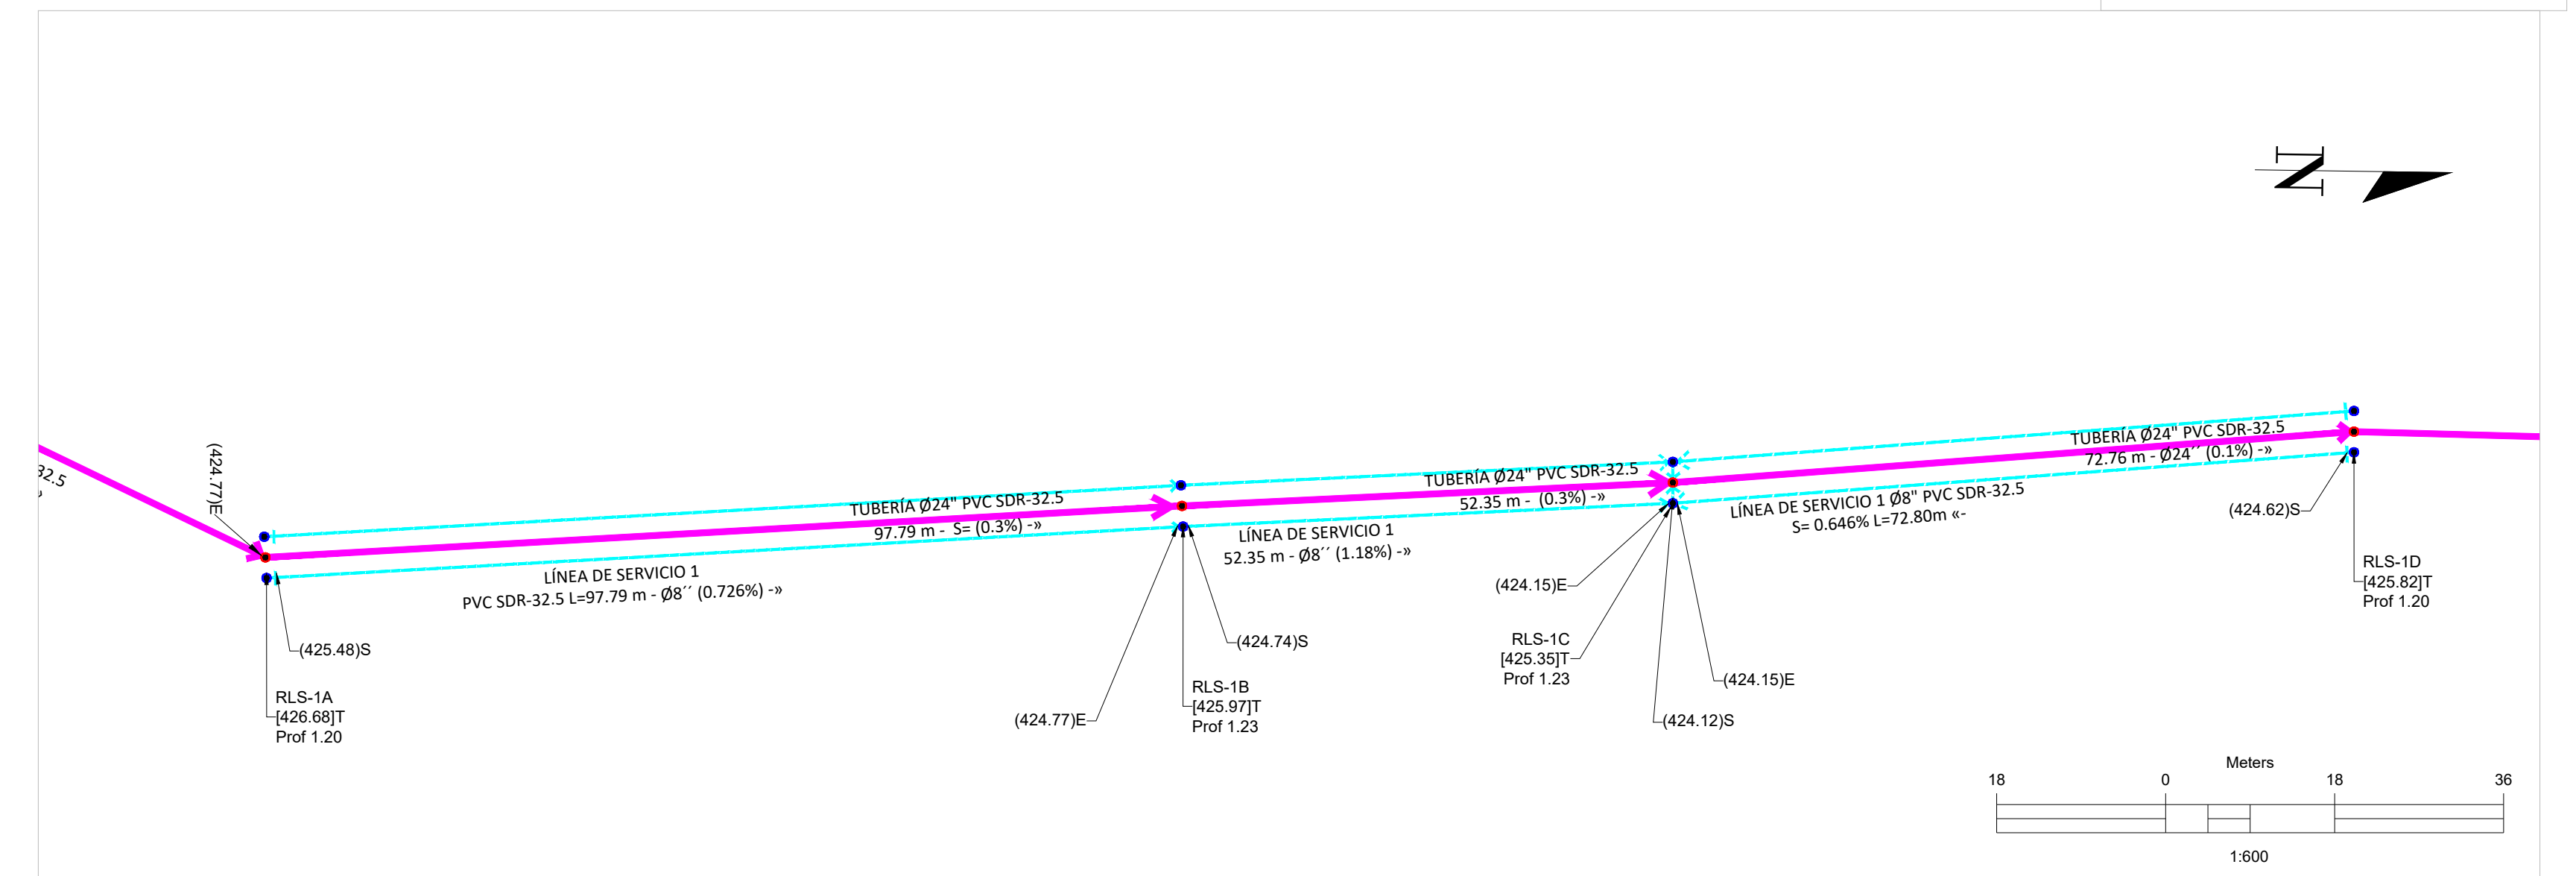 N
32.5
»
(424.77)E
TUBERÍA Ø24" PVC SDR-32.5
97.79 m -  S= (0.3%) -»
LÍNEA DE SERVICIO 1
PVC SDR-32.5 L=97.79 m - Ø8´´ (0.726%) -»
(425.48)S
RLS-1A
[426.68]T
Prof 1.20
TUBERÍA Ø24" PVC SDR-32.5
52.35 m -  (0.3%) -»
LÍNEA DE SERVICIO 1
52.35 m - Ø8´´ (1.18%) -»
(424.77)E
(424.74)S
RLS-1B
[425.97]T
Prof 1.23
TUBERÍA Ø24" PVC SDR-32.5
72.76 m - Ø24´´ (0.1%) -»
LÍNEA DE SERVICIO 1 Ø8" PVC SDR-32.5
S= 0.646% L=72.80m «-
(424.15)E
RLS-1C
[425.35]T
Prof 1.23
(424.15)E
(424.12)S
(424.62)S
RLS-1D
[425.82]T
Prof 1.20
Meters
18 0 18 36
1:600